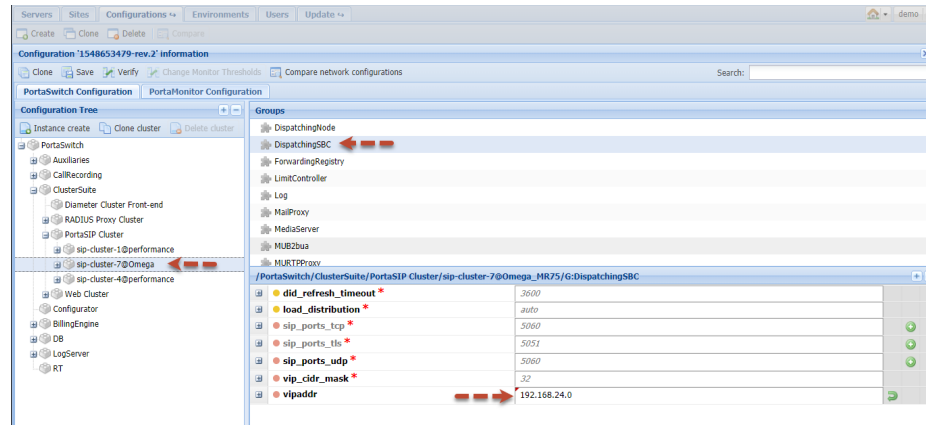 Servers Sites Configurations Environments Users Update demo
Create Clone Delete Compare
Configuration '1548653479-rev.2' information
Clone Save Verify Change Monitor Thresholds Compare network configurations Search:
PortaSwitch Configuration PortaMonitor Configuration
Configuration Tree
Instance create Clone cluster Delete cluster
PortaSwitch
Auxiliaries
CallRecording
ClusterSuite
Diameter Cluster Front-end
RADIUS Proxy Cluster
PortaSIP Cluster
sip-cluster-1@performance
sip-cluster-7@Omega
sip-cluster-4@performance
Web Cluster
Configurator
BillingEngine
DB
LogServer
RT
Groups
DispatchingNode
DispatchingSBC
ForwardingRegistry
LimitController
Log
MailProxy
MediaServer
MUB2bua
MURTPProxy
/PortaSwitch/ClusterSuite/PortaSIP Cluster/sip-cluster-7@Omega_MR75/G:DispatchingSBC
did_refresh_timeout * 3600
load_distribution * auto
sip_ports_tcp * 5060
sip_ports_tls * 5051
sip_ports_udp * 5060
vip_cidr_mask * 32
vipaddr 192.168.24.0